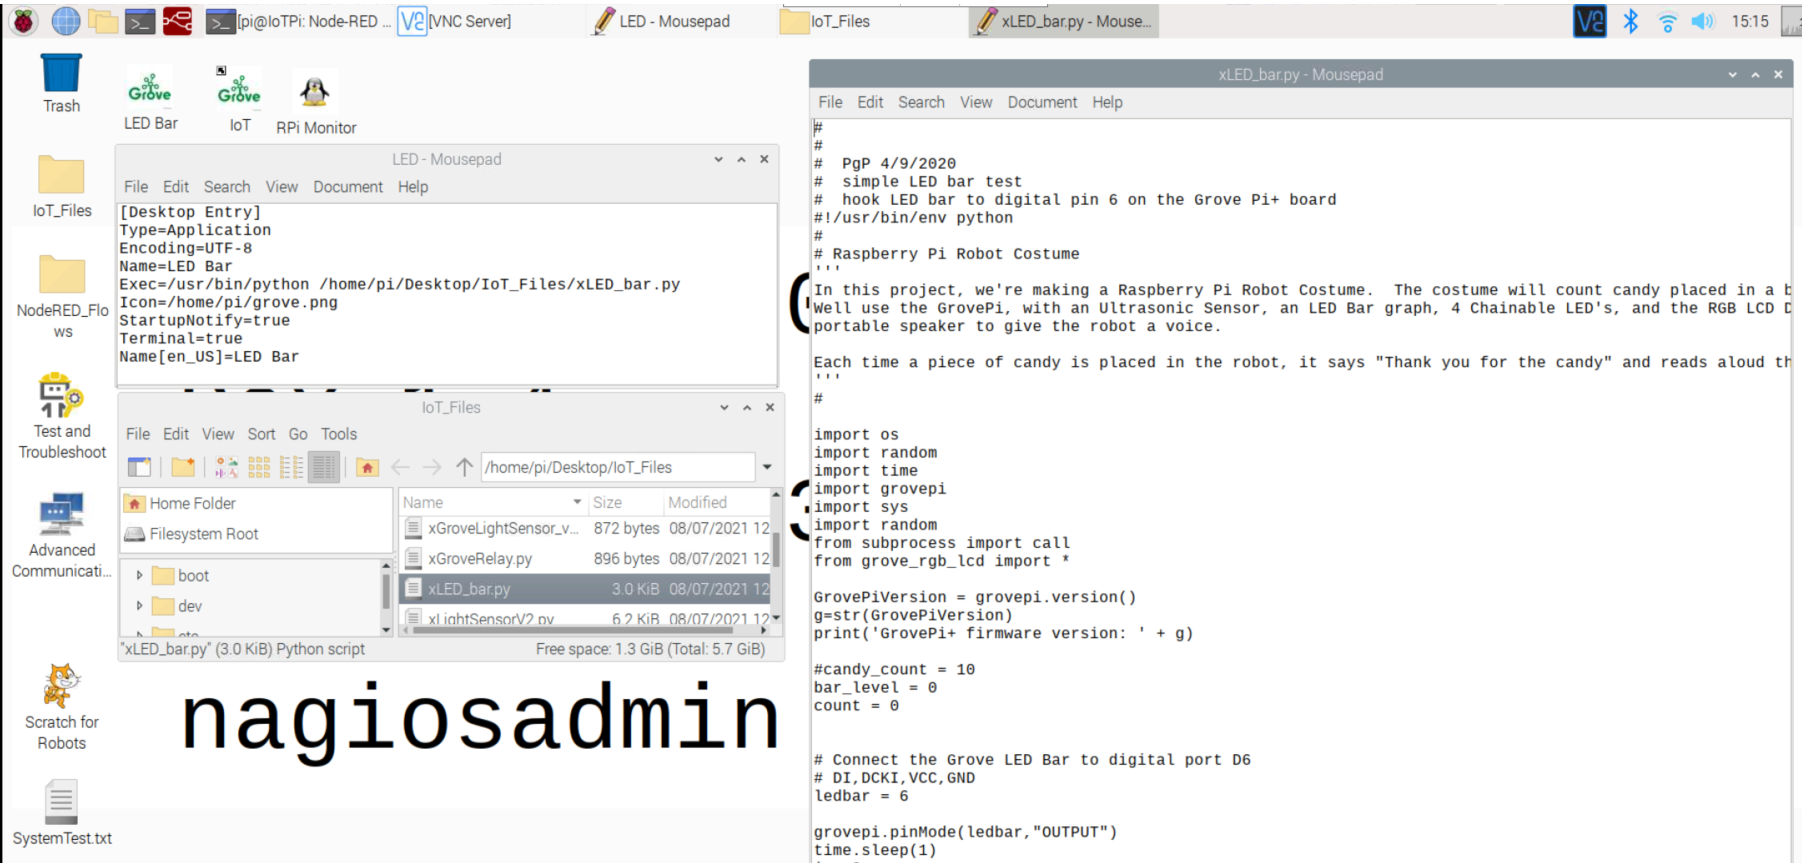 [pi@IoTPi: Node-RED ...
[VNC Server]
LED - Mousepad
IoT_Files
xLED_bar.py - Mouse...
15:15
Trash
Grove
LED Bar
Grove
IoT
RPi Monitor
IoT_Files
NodeRED_Flo
ws
Test and
Troubleshoot
Advanced
Communicati...
Scratch for
Robots
SystemTest.txt
LED - Mousepad
File Edit Search View Document Help
[Desktop Entry]
Type=Application
Encoding=UTF-8
Name=LED Bar
Exec=/usr/bin/python /home/pi/Desktop/IoT_Files/xLED_bar.py
Icon=/home/pi/grove.png
StartupNotify=true
Terminal=true
Name[en_US]=LED Bar
IoT_Files
File Edit View Sort Go Tools
/home/pi/Desktop/IoT_Files
Home Folder
Filesystem Root
boot
dev
etc
Name Size Modified
xGroveLightSensor_v... 872 bytes 08/07/2021 12
xGroveRelay.py 896 bytes 08/07/2021 12
xLED_bar.py 3.0 KiB 08/07/2021 12
xLightSensorV2.py 6.2 KiB 08/07/2021 12
"xLED_bar.py" (3.0 KiB) Python script Free space: 1.3 GiB (Total: 5.7 GiB)
nagiosadmin
xLED_bar.py - Mousepad
File Edit Search View Document Help
#
#
#  PgP 4/9/2020
#  simple LED bar test
#  hook LED bar to digital pin 6 on the Grove Pi+ board
#!/usr/bin/env python
#
# Raspberry Pi Robot Costume
'''
In this project, we're making a Raspberry Pi Robot Costume.  The costume will count candy placed in a b
Well use the GrovePi, with an Ultrasonic Sensor, an LED Bar graph, 4 Chainable LED's, and the RGB LCD D
portable speaker to give the robot a voice.
Each time a piece of candy is placed in the robot, it says "Thank you for the candy" and reads aloud th
'''
#
import os
import random
import time
import grovepi
import sys
import random
from subprocess import call
from grove_rgb_lcd import *
GrovePiVersion = grovepi.version()
g=str(GrovePiVersion)
print('GrovePi+ firmware version: ' + g)
#candy_count = 10
bar_level = 0
count = 0
# Connect the Grove LED Bar to digital port D6
# DI,DCKI,VCC,GND
ledbar = 6
grovepi.pinMode(ledbar,"OUTPUT")
time.sleep(1)